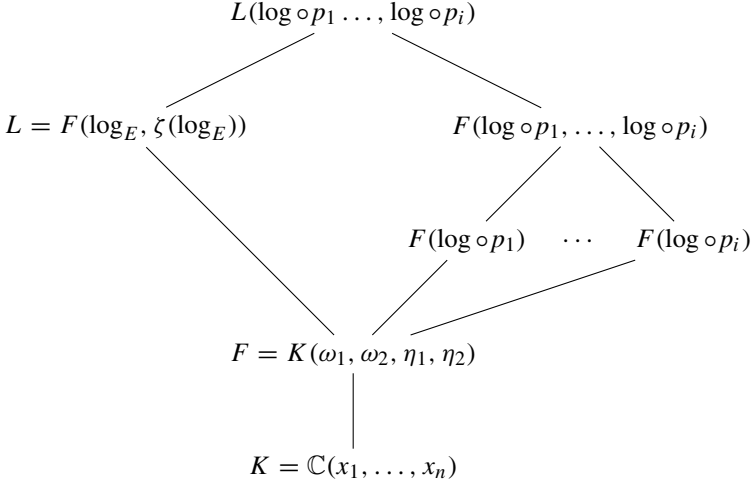 L(log∘p₁ …, log∘pᵢ)
L = F(log_E, ζ(log_E))
F(log∘p₁, …, log∘pᵢ)
F(log∘p₁) ⋯ F(log∘pᵢ)
F = K(ω₁, ω₂, η₁, η₂)
K = ℂ(x₁, …, xₙ)